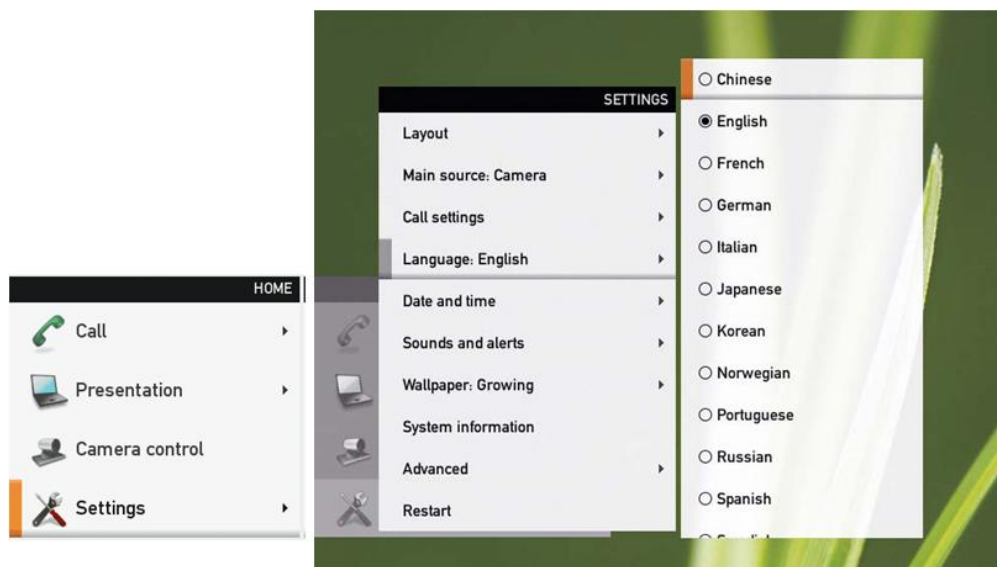 HOME
Call
Presentation
Camera control
Settings
SETTINGS
Layout
Main source: Camera
Call settings
Language: English
Date and time
Sounds and alerts
Wallpaper: Growing
System information
Advanced
Restart
Chinese
English
French
German
Italian
Japanese
Korean
Norwegian
Portuguese
Russian
Spanish